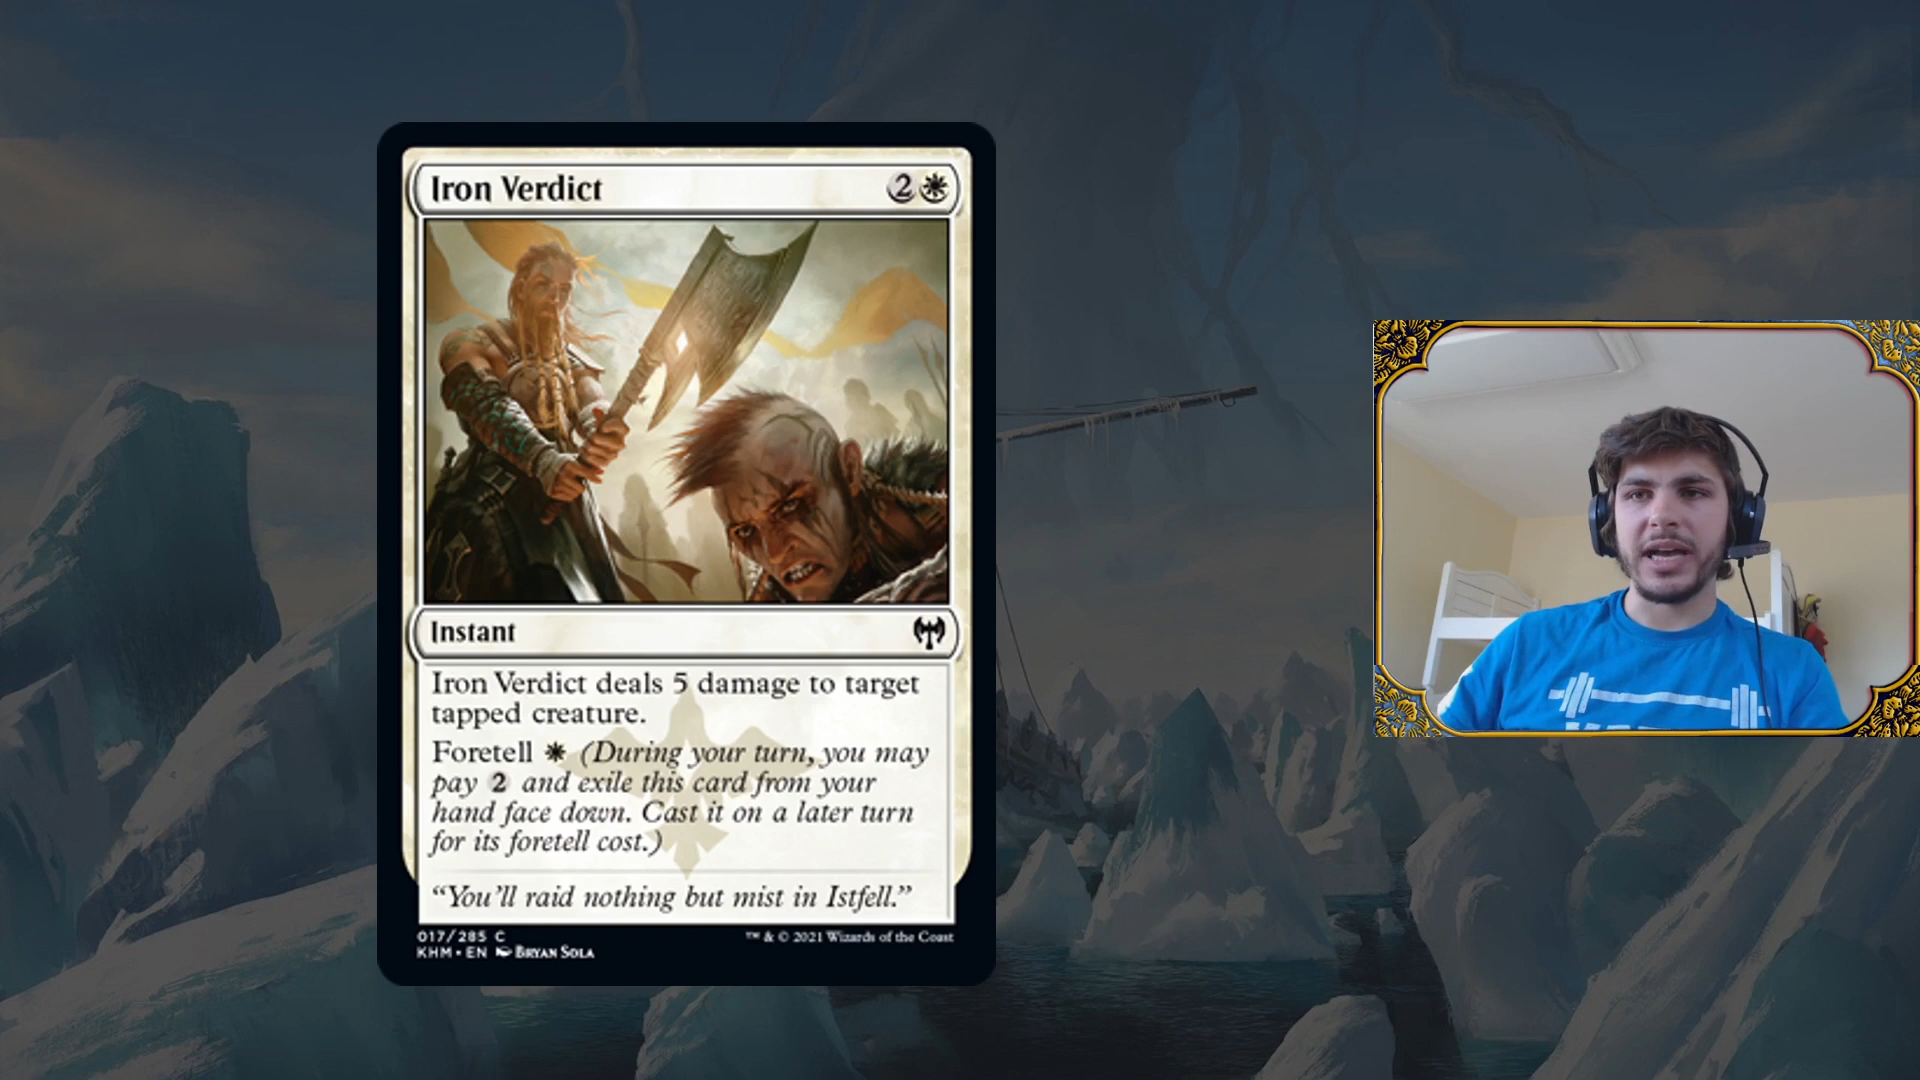 Iron Verdict
2
Instant
Iron Verdict deals 5 damage to target
tapped creature.
Foretell (During your turn, you may
pay 2 and exile this card from your
hand face down. Cast it on a later turn
for its foretell cost.)
“You’ll raid nothing but mist in Istfell.”
017/285 C
KHM • EN Bryan Sola
™ & © 2021 Wizards of the Coast